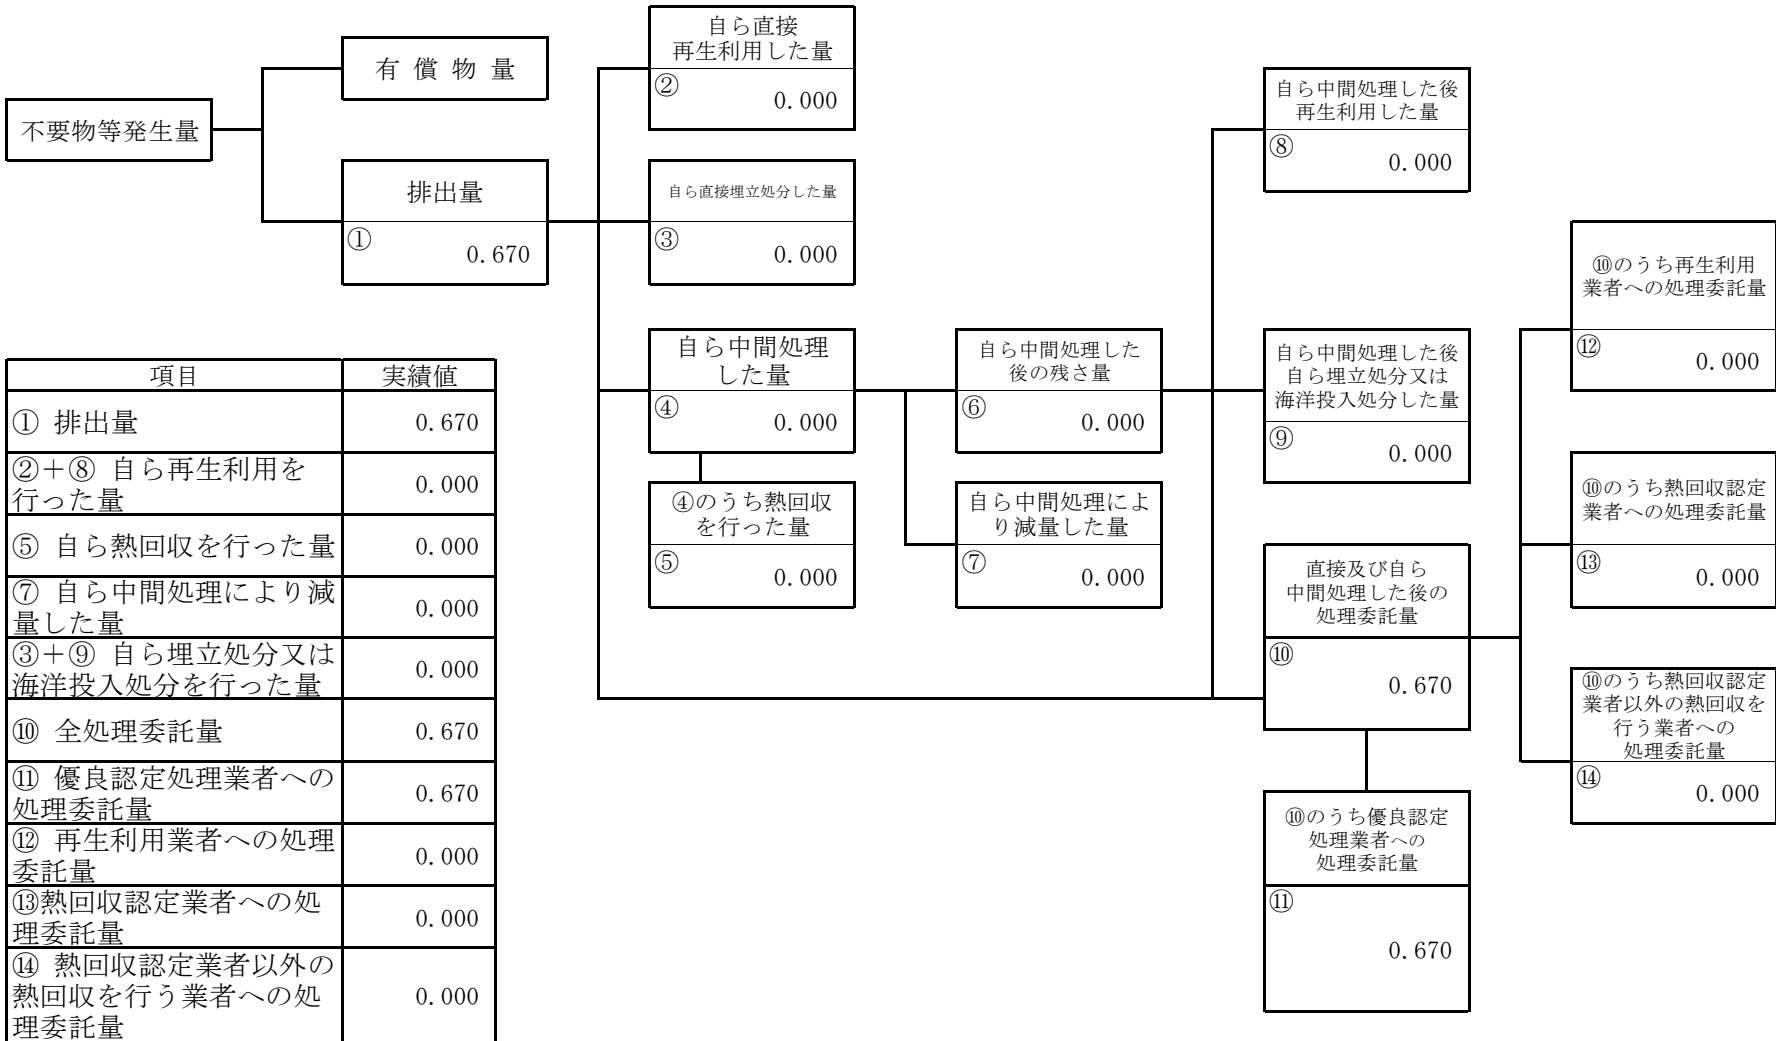 不要物等発生量
有 償 物 量
排出量
①
0.670
自ら直接
再生利用した量
②
0.000
自ら直接埋立処分した量
③
0.000
自ら中間処理
した量
④
0.000
④のうち熱回収
を行った量
⑤
0.000
自ら中間処理した
後の残さ量
⑥
0.000
自ら中間処理によ
り減量した量
⑦
0.000
自ら中間処理した後
再生利用した量
⑧
0.000
自ら中間処理した後
自ら埋立処分又は
海洋投入処分した量
⑨
0.000
直接及び自ら
中間処理した後の
処理委託量
⑩
0.670
⑩のうち優良認定
処理業者への
処理委託量
⑪
0.670
⑩のうち再生利用
業者への処理委託量
⑫
0.000
⑩のうち熱回収認定
業者への処理委託量
⑬
0.000
⑩のうち熱回収認定
業者以外の熱回収を
行う業者への
処理委託量
⑭
0.000
項目 実績値
① 排出量 0.670
②＋⑧ 自ら再生利用を
行った量 0.000
⑤ 自ら熱回収を行った量 0.000
⑦ 自ら中間処理により減
量した量 0.000
③＋⑨ 自ら埋立処分又は
海洋投入処分を行った量 0.000
⑩ 全処理委託量 0.670
⑪ 優良認定処理業者への
処理委託量 0.670
⑫ 再生利用業者への処理
委託量 0.000
⑬熱回収認定業者への処
理委託量 0.000
⑭ 熱回収認定業者以外の
熱回収を行う業者への処
理委託量 0.000